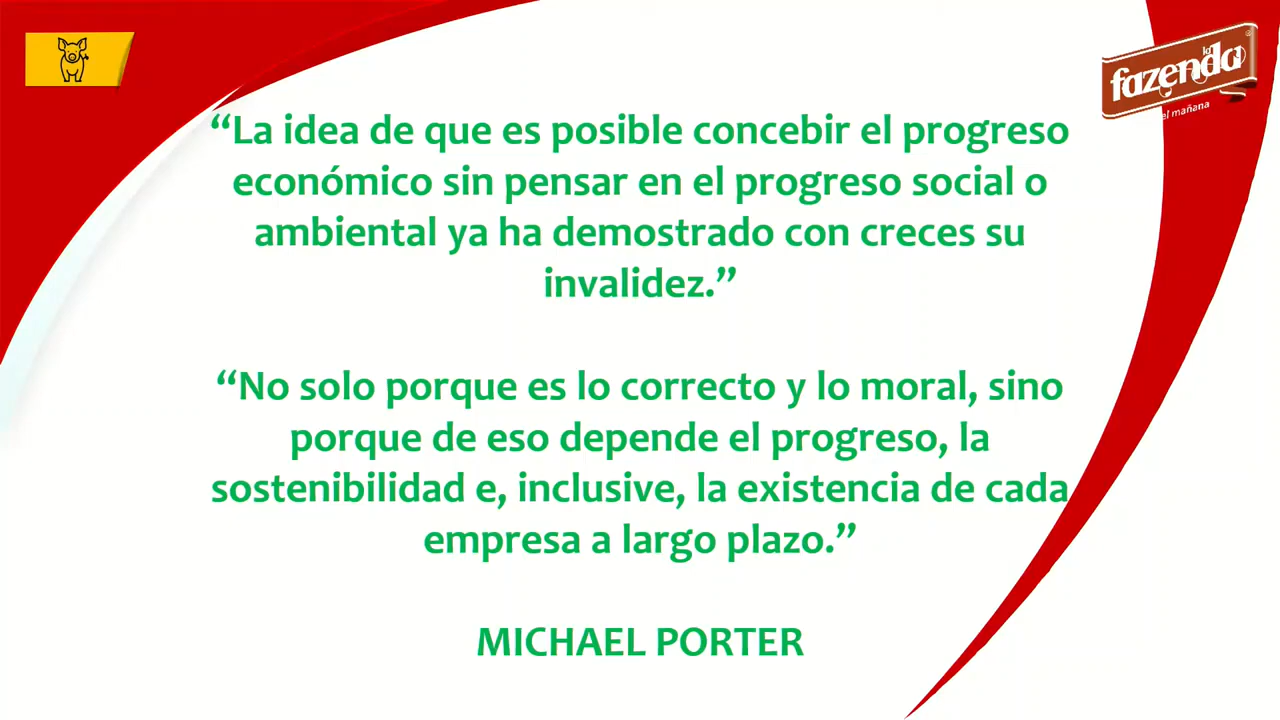 la
fazenda
®
el mañana
“La idea de que es posible concebir el progreso
económico sin pensar en el progreso social o
ambiental ya ha demostrado con creces su
invalidez.”
“No solo porque es lo correcto y lo moral, sino
porque de eso depende el progreso, la
sostenibilidad e, inclusive, la existencia de cada
empresa a largo plazo.”
MICHAEL PORTER